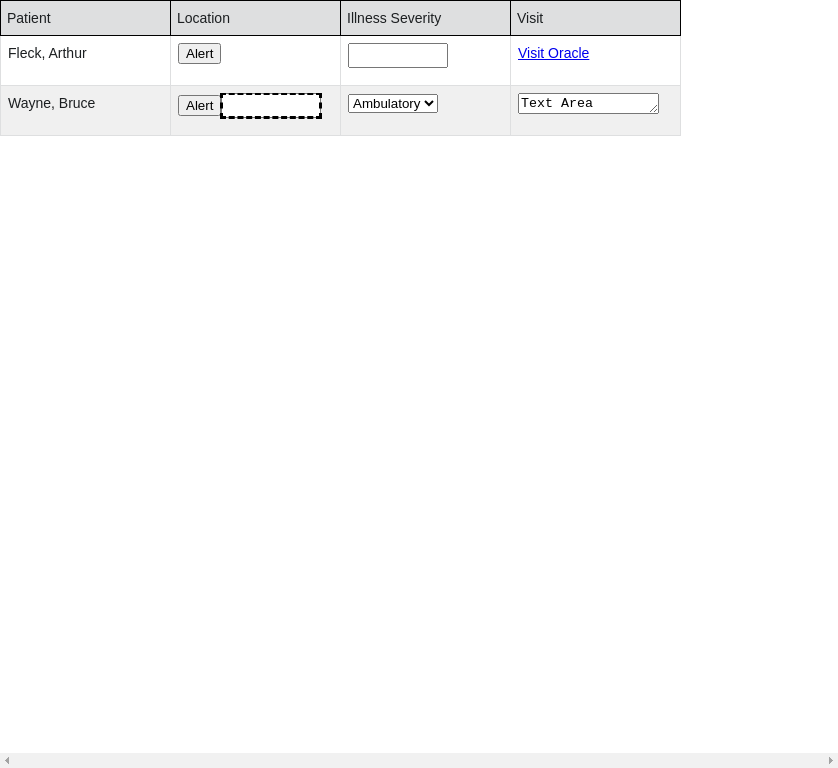 Patient Location Illness Severity Visit
Fleck, Arthur Alert Visit Oracle
Wayne, Bruce Alert Ambulatory Text Area